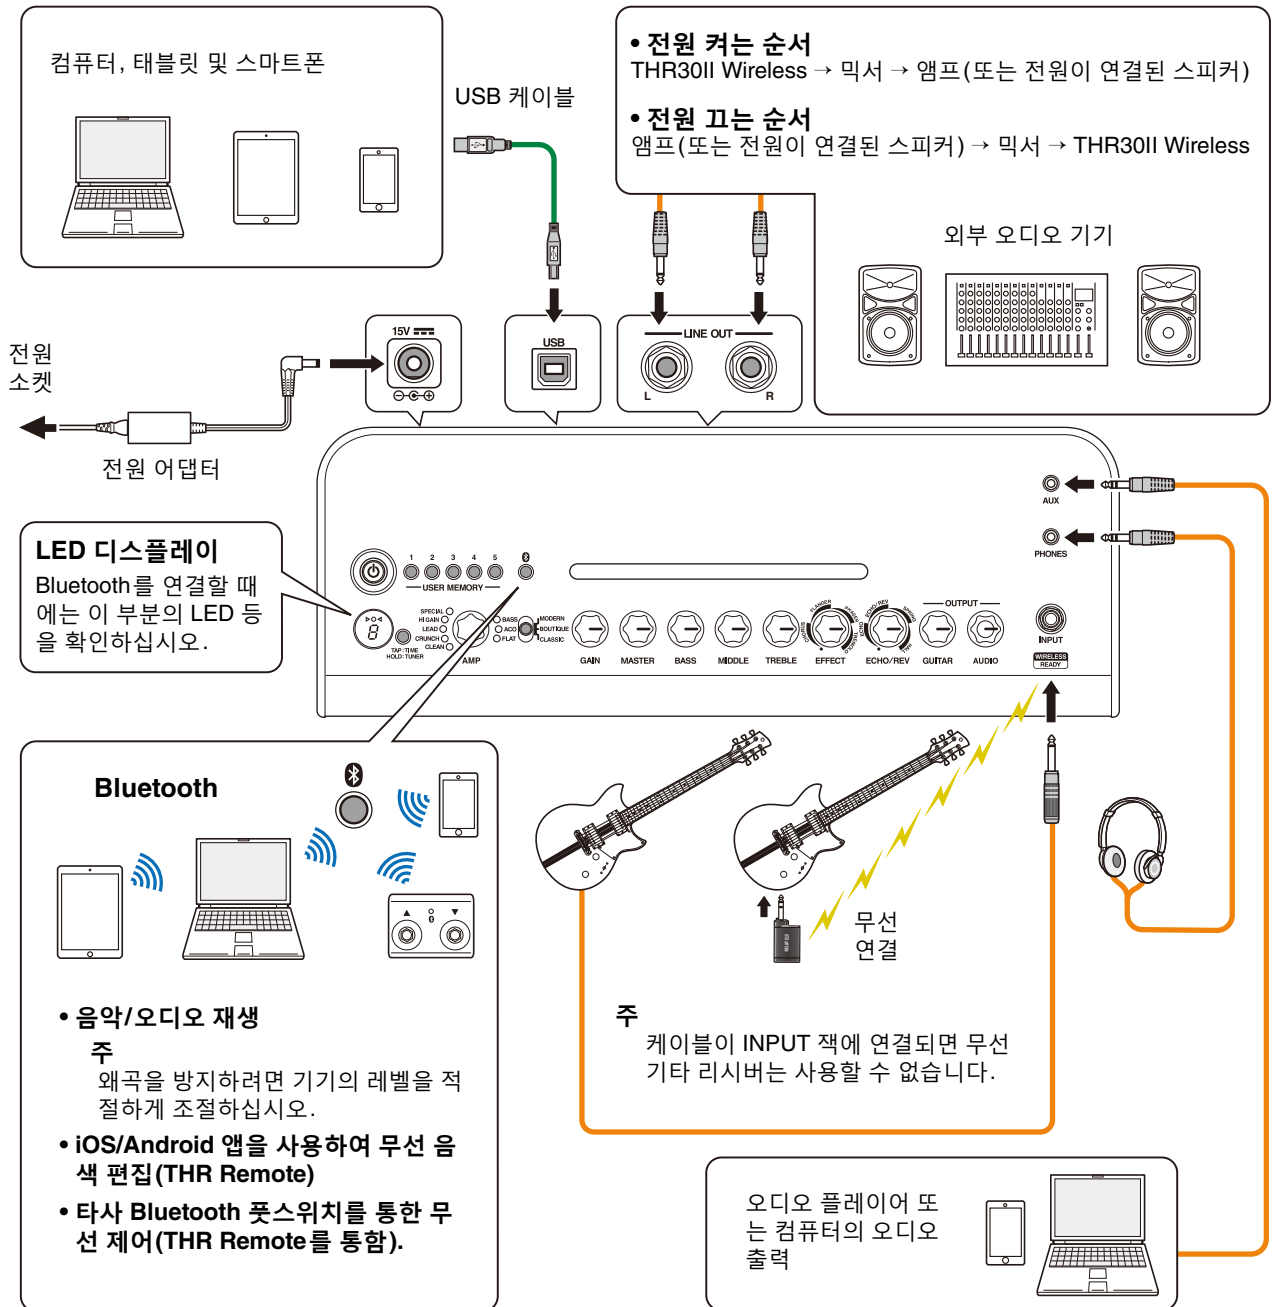 컴퓨터, 태블릿 및 스마트폰
USB 케이블
• 전원 켜는 순서
THR30II Wireless → 믹서 → 앰프(또는 전원이 연결된 스피커)
• 전원 끄는 순서
앰프(또는 전원이 연결된 스피커) → 믹서 → THR30II Wireless
외부 오디오 기기
전원
소켓
15V
USB
LINE OUT
L
R
전원 어댑터
AUX
PHONES
LED 디스플레이
Bluetooth를 연결할 때
에는 이 부분의 LED 등
을 확인하십시오.
1 2 3 4 5
USER MEMORY
8
TAP:TIME
HOLD:TUNER
SPECIAL
HI GAIN
LEAD
CRUNCH
CLEAN
AMP
BASS
ACO
FLAT
MODERN
BOUTIQUE
CLASSIC
GAIN
MASTER
BASS
MIDDLE
TREBLE
CHORUS
FLANGER
PHASER
TREMOLO
EFFECT
ECHO
ECHO/REV
SPRING
HALL
ECHO/REV
OUTPUT
GUITAR
AUDIO
INPUT
WIRELESS
READY
Bluetooth
무선
연결
• 음악/오디오 재생
주
왜곡을 방지하려면 기기의 레벨을 적
절하게 조절하십시오.
• iOS/Android 앱을 사용하여 무선 음
색 편집(THR Remote)
• 타사 Bluetooth 풋스위치를 통한 무
선 제어(THR Remote를 통함).
주
케이블이 INPUT 잭에 연결되면 무선
기타 리시버는 사용할 수 없습니다.
오디오 플레이어 또
는 컴퓨터의 오디오
출력